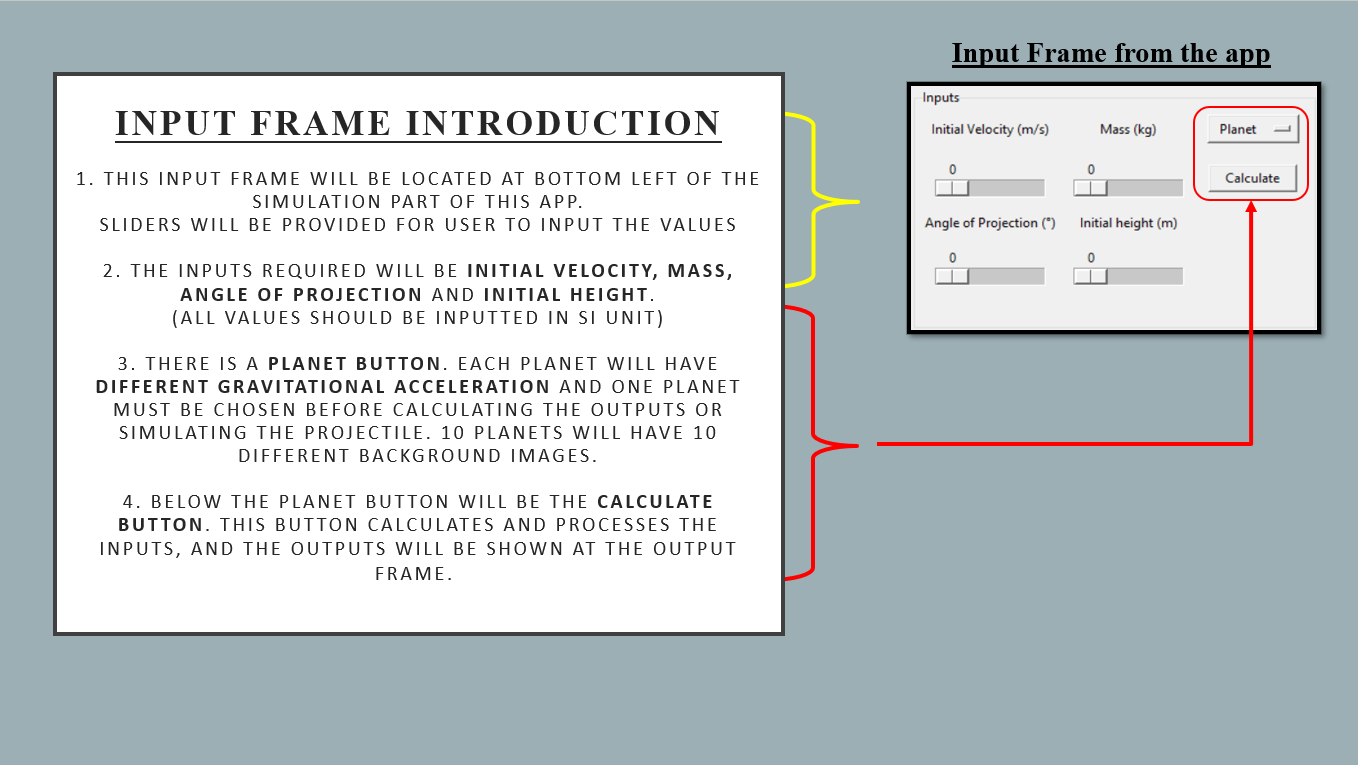 INPUT FRAME INTRODUCTION
1. THIS INPUT FRAME WILL BE LOCATED AT BOTTOM LEFT OF THE
SIMULATION PART OF THIS APP.
SLIDERS WILL BE PROVIDED FOR USER TO INPUT THE VALUES
2. THE INPUTS REQUIRED WILL BE INITIAL VELOCITY, MASS,
ANGLE OF PROJECTION AND INITIAL HEIGHT.
(ALL VALUES SHOULD BE INPUTTED IN SI UNIT)
3. THERE IS A PLANET BUTTON. EACH PLANET WILL HAVE
DIFFERENT GRAVITATIONAL ACCELERATION AND ONE PLANET
MUST BE CHOSEN BEFORE CALCULATING THE OUTPUTS OR
SIMULATING THE PROJECTILE. 10 PLANETS WILL HAVE 10
DIFFERENT BACKGROUND IMAGES.
4. BELOW THE PLANET BUTTON WILL BE THE CALCULATE
BUTTON. THIS BUTTON CALCULATES AND PROCESSES THE
INPUTS, AND THE OUTPUTS WILL BE SHOWN AT THE OUTPUT
FRAME.
Input Frame from the app
Inputs
Initial Velocity (m/s) Mass (kg) Planet
0 0
Calculate
Angle of Projection (°) Initial height (m)
0 0